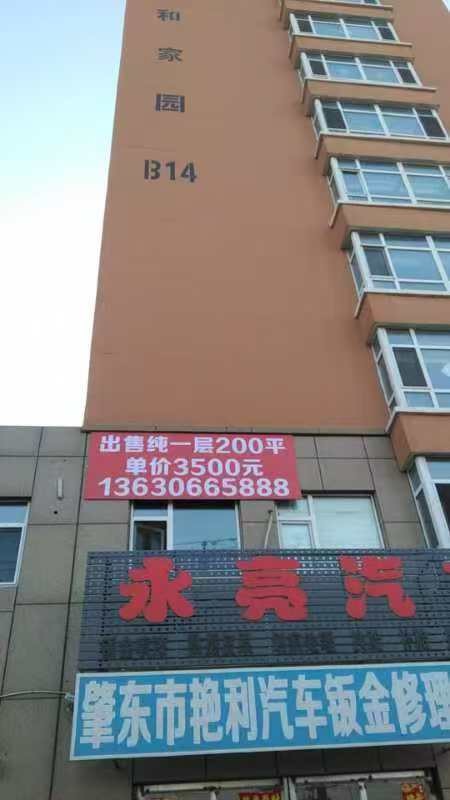 和家园
B14
出售纯一层200平
单价3500元
13630665888
永亮汽
肇东市艳利汽车钣金修理